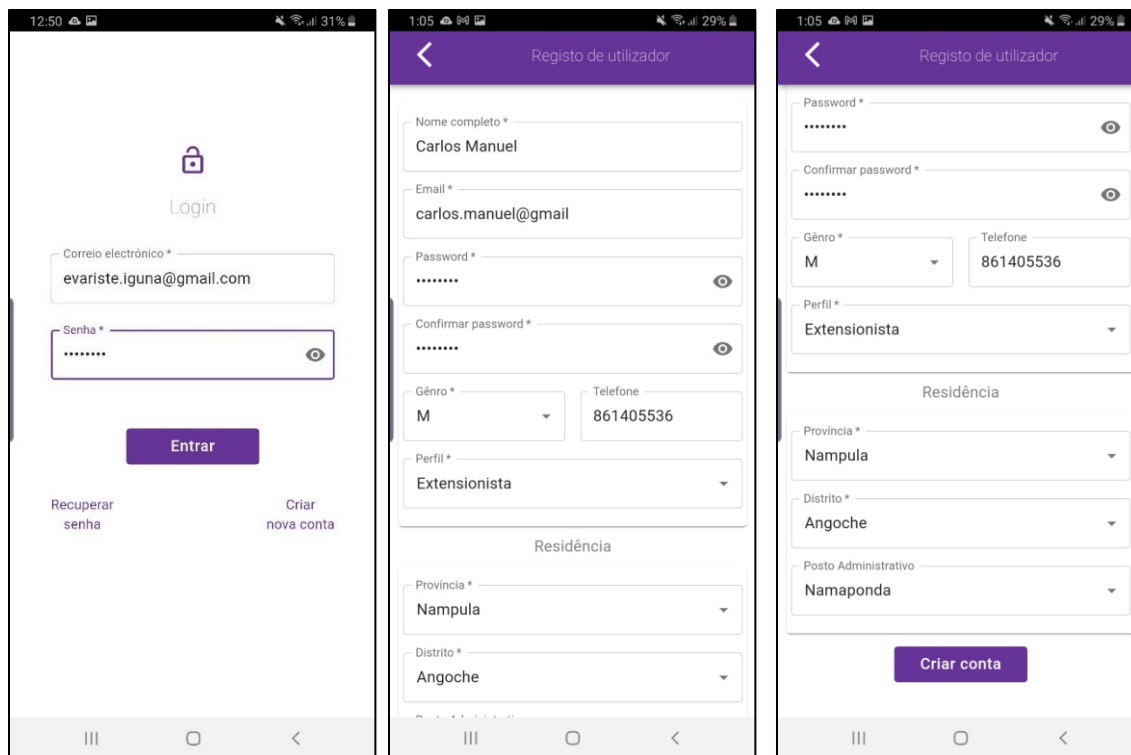 12:50
31%
Login
Correio electrónico *
evariste.iguna@gmail.com
Senha *
••••••••
Entrar
Recuperar
senha
Criar
nova conta
1:05
29%
Registo de utilizador
Nome completo *
Carlos Manuel
Email *
carlos.manuel@gmail
Password *
••••••••
Confirmar password *
••••••••
Gênro *
M
Telefone
861405536
Perfil *
Extensionista
Residência
Província *
Nampula
Distrito *
Angoche
1:05
29%
Registo de utilizador
Password *
••••••••
Confirmar password *
••••••••
Gênro *
M
Telefone
861405536
Perfil *
Extensionista
Residência
Província *
Nampula
Distrito *
Angoche
Posto Administrativo
Namaponda
Criar conta